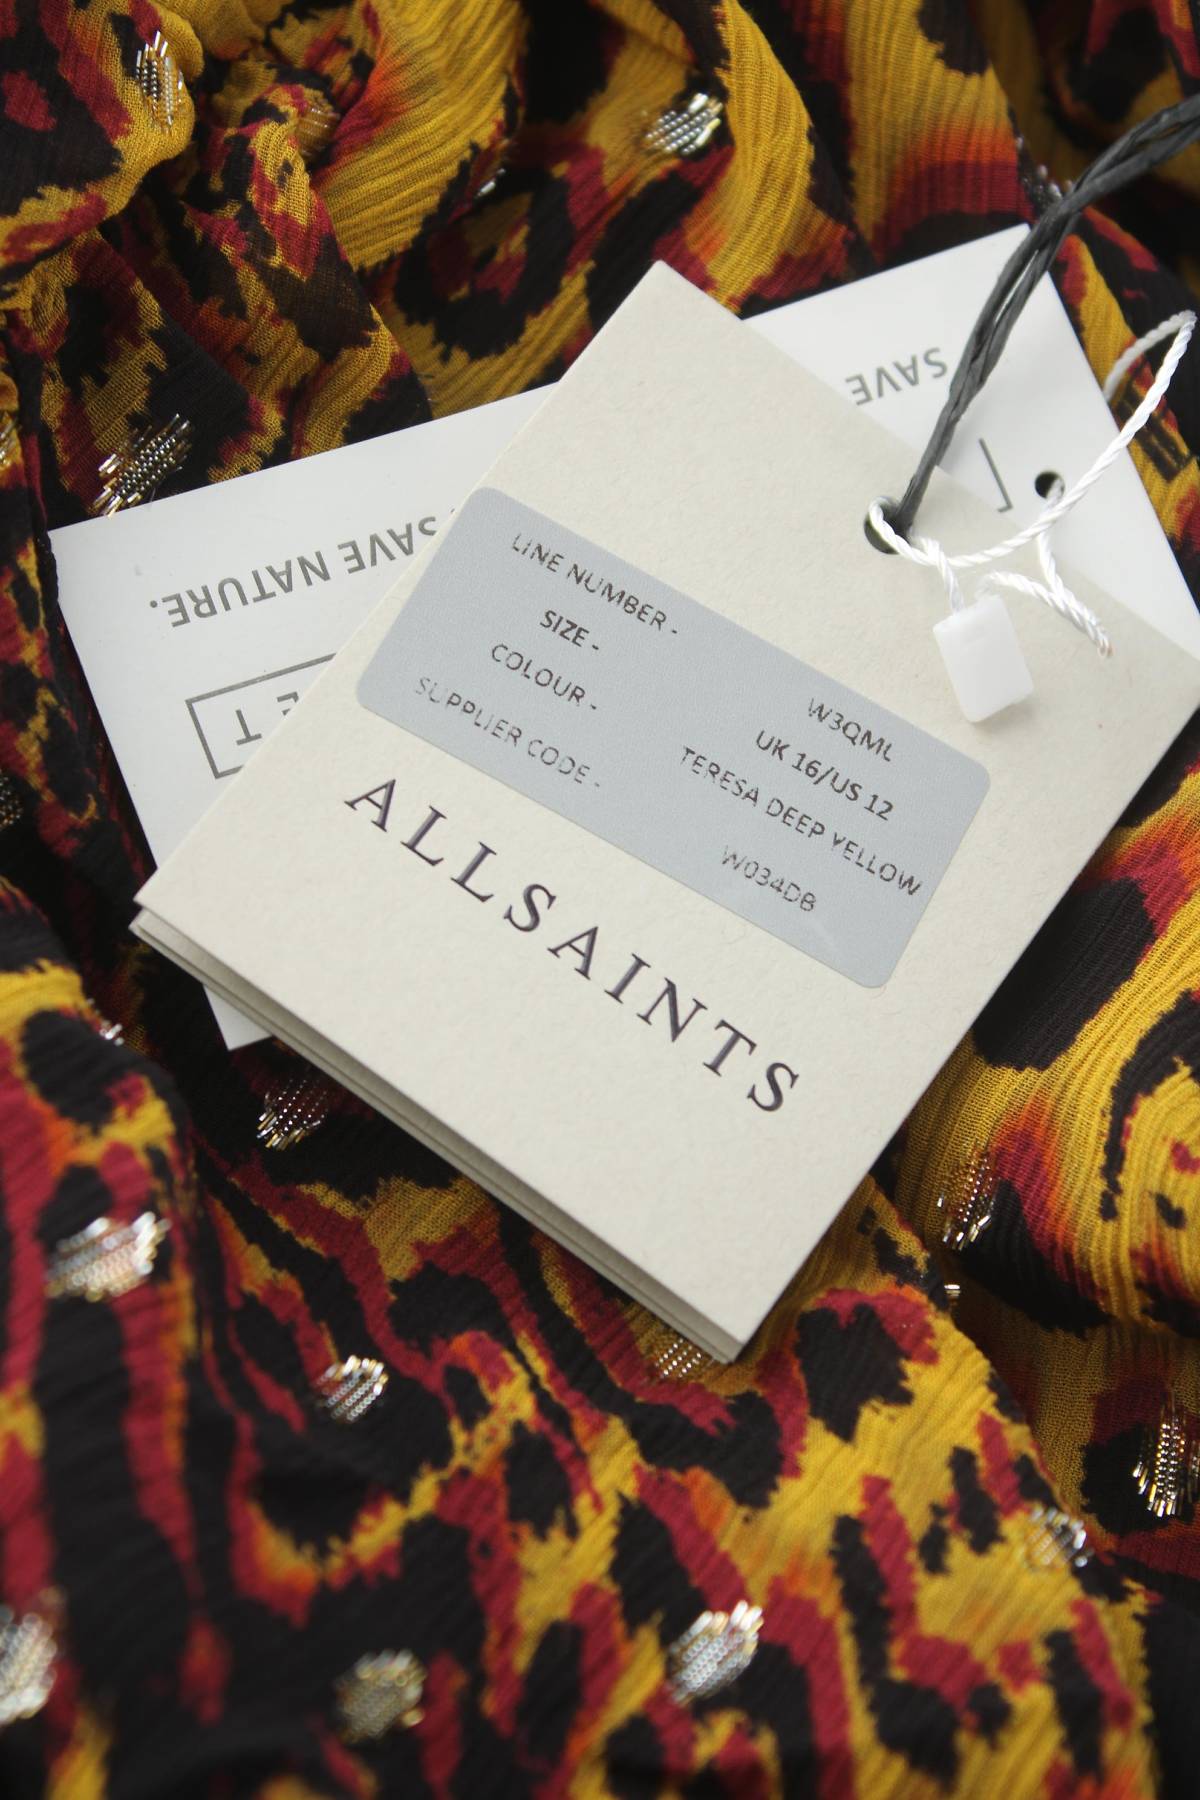 LINE NUMBER - W3QML
SIZE - UK 16/US 12
COLOUR - TERESA DEEP YELLOW
SUPPLIER CODE - W034DB
ALLSAINTS
SAVE
SAVE NATURE.